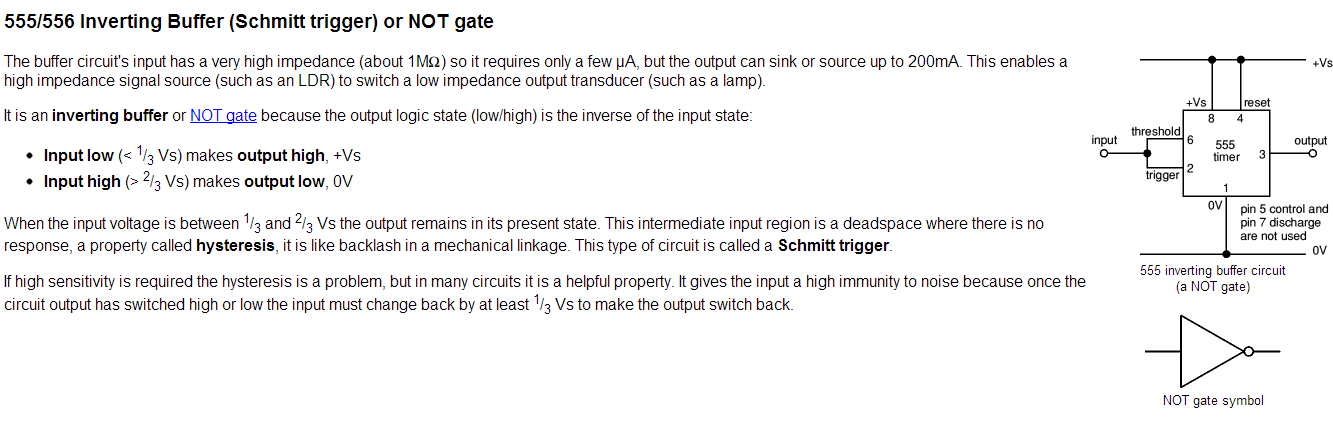 555/556 Inverting Buffer (Schmitt trigger) or NOT gate
The buffer circuit's input has a very high impedance (about 1MΩ) so it requires only a few µA, but the output can sink or source up to 200mA. This enables a
high impedance signal source (such as an LDR) to switch a low impedance output transducer (such as a lamp).
It is an inverting buffer or NOT gate because the output logic state (low/high) is the inverse of the input state:
• Input low (< 1/3 Vs) makes output high, +Vs
• Input high (> 2/3 Vs) makes output low, 0V
When the input voltage is between 1/3 and 2/3 Vs the output remains in its present state. This intermediate input region is a deadspace where there is no
response, a property called hysteresis, it is like backlash in a mechanical linkage. This type of circuit is called a Schmitt trigger.
If high sensitivity is required the hysteresis is a problem, but in many circuits it is a helpful property. It gives the input a high immunity to noise because once the
circuit output has switched high or low the input must change back by at least 1/3 Vs to make the output switch back.
+Vs
+Vs reset
8 4
threshold
input
6
555
timer
3
output
trigger
2
1
0V
pin 5 control and
pin 7 discharge
are not used
0V
555 inverting buffer circuit
(a NOT gate)
NOT gate symbol